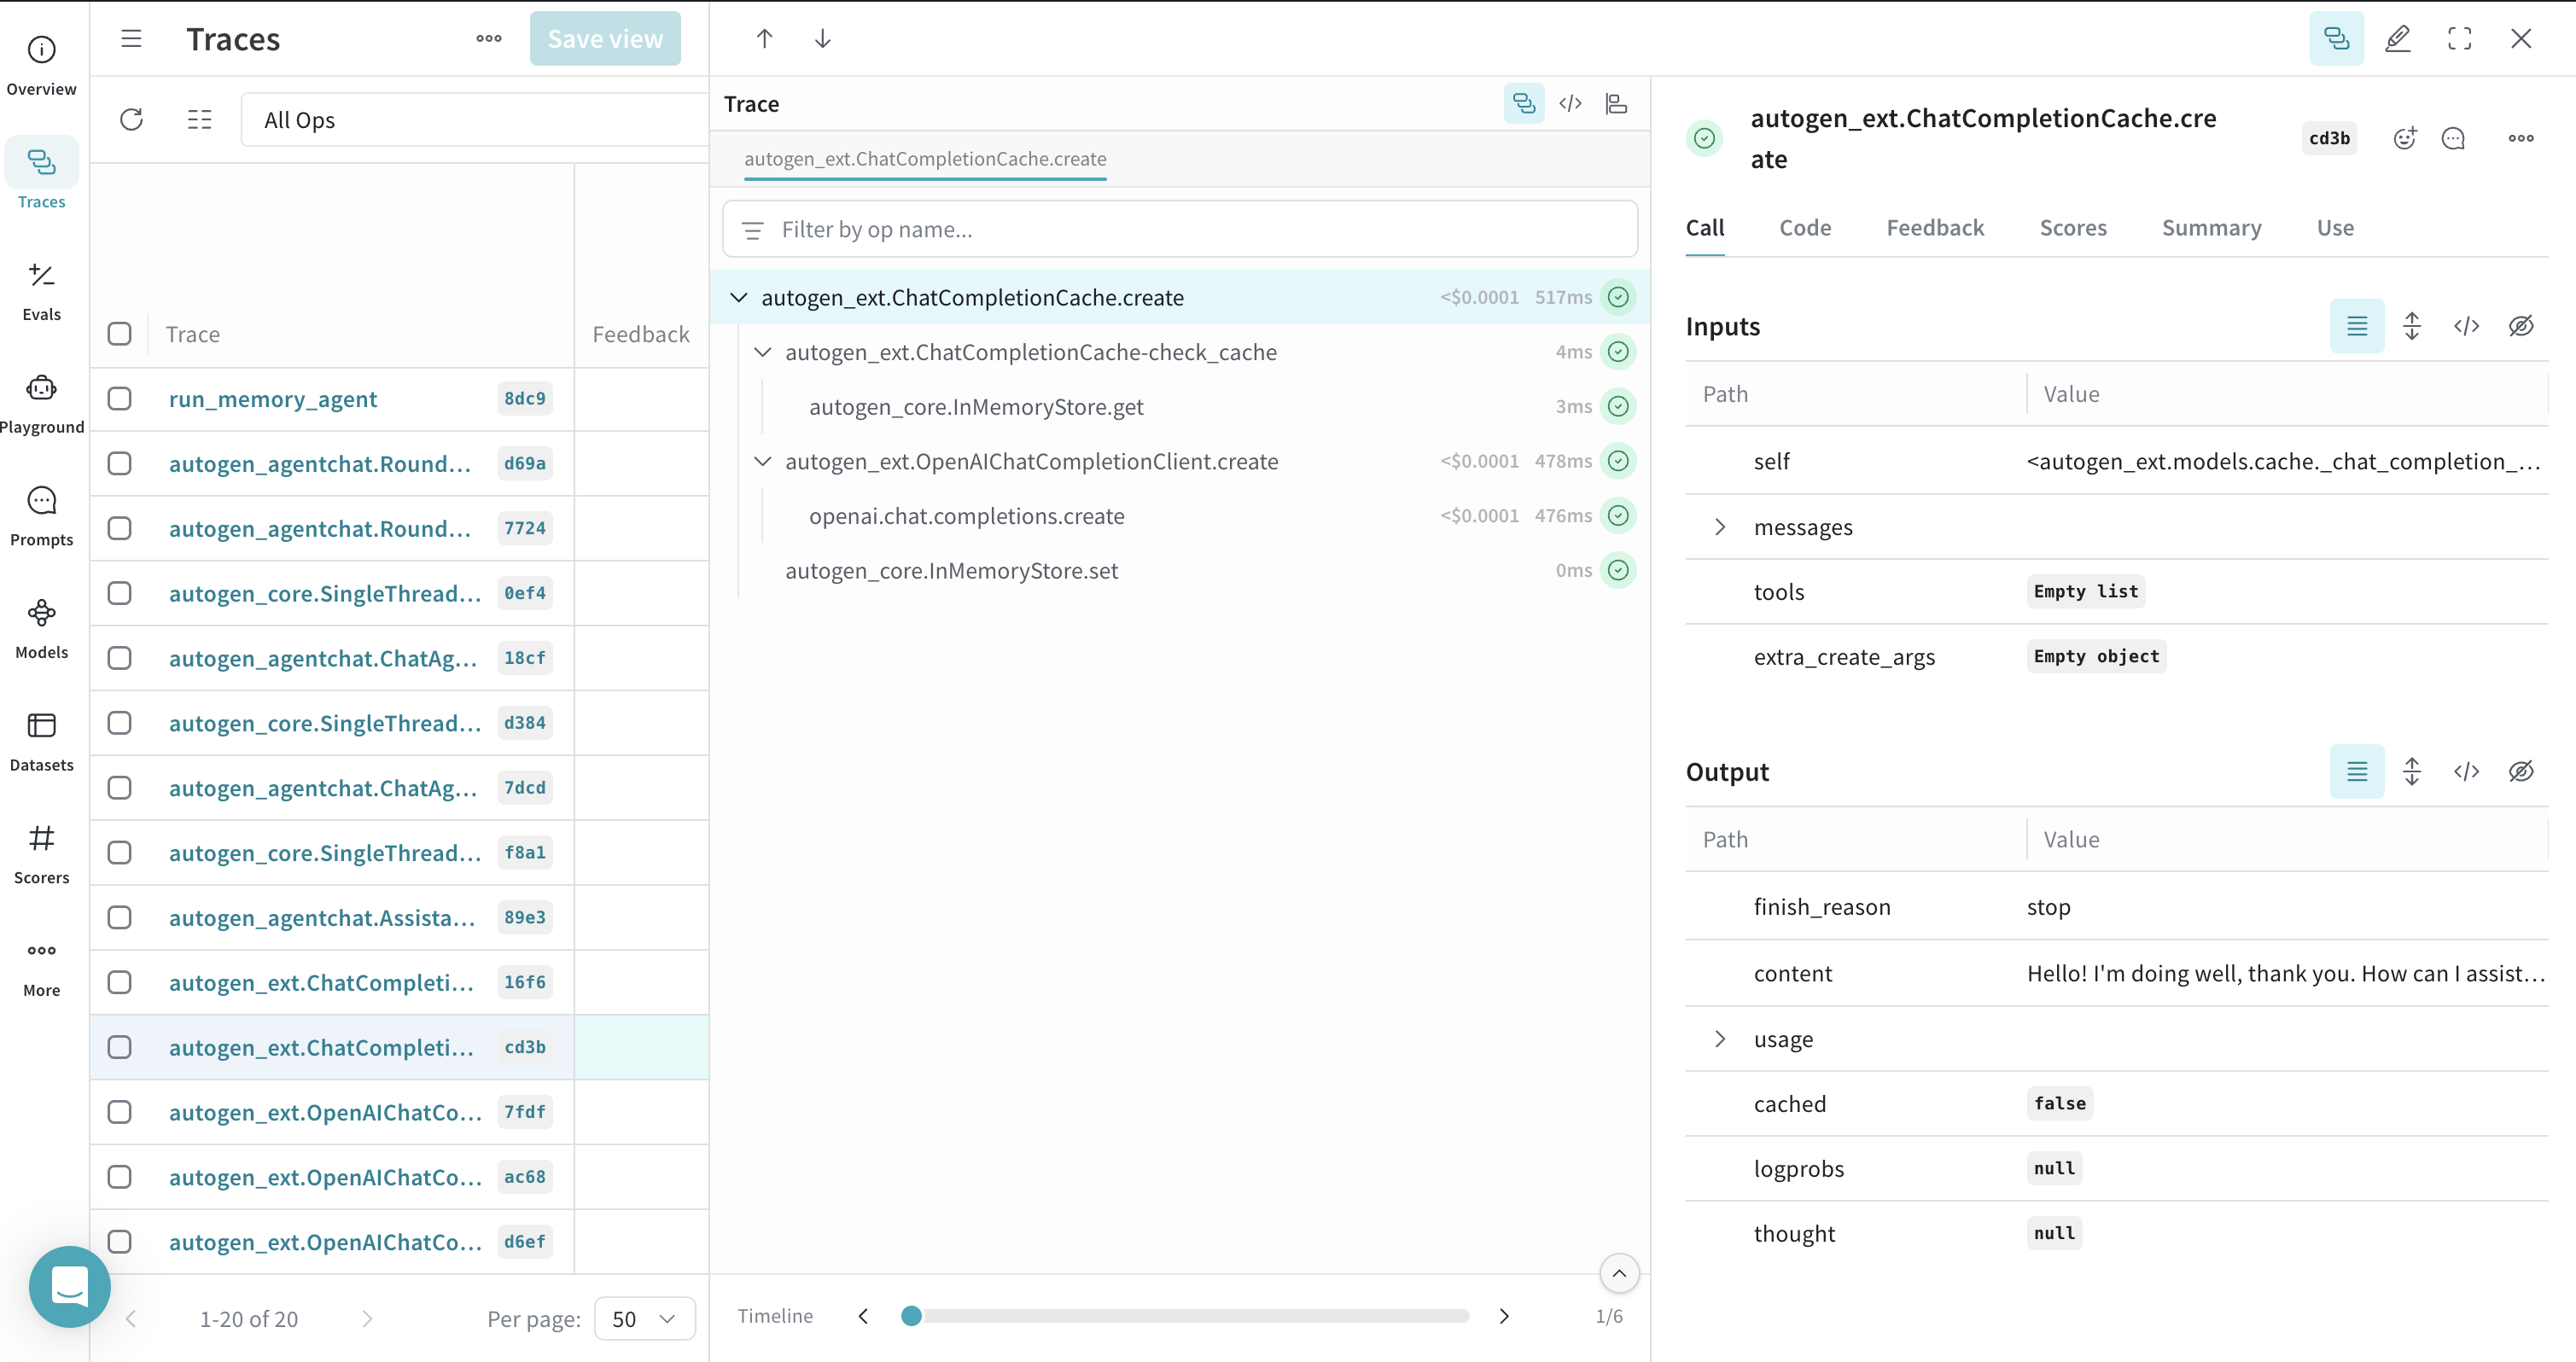 Overview
Traces
Evals
Playground
Prompts
Models
Datasets
Scorers
More
Traces
Save view
All Ops
Trace
Feedback
run_memory_agent 8dc9
autogen_agentchat.Round... d69a
autogen_agentchat.Round... 7724
autogen_core.SingleThread... 0ef4
autogen_agentchat.ChatAg... 18cf
autogen_core.SingleThread... d384
autogen_agentchat.ChatAg... 7dcd
autogen_core.SingleThread... f8a1
autogen_agentchat.Assista... 89e3
autogen_ext.ChatCompleti... 16f6
autogen_ext.ChatCompleti... cd3b
autogen_ext.OpenAIChatCo... 7fdf
autogen_ext.OpenAIChatCo... ac68
autogen_ext.OpenAIChatCo... d6ef
1-20 of 20
Per page: 50
Trace
autogen_ext.ChatCompletionCache.create
Filter by op name...
autogen_ext.ChatCompletionCache.create <$0.0001 517ms
autogen_ext.ChatCompletionCache-check_cache 4ms
autogen_core.InMemoryStore.get 3ms
autogen_ext.OpenAIChatCompletionClient.create <$0.0001 478ms
openai.chat.completions.create <$0.0001 476ms
autogen_core.InMemoryStore.set 0ms
Timeline 1/6
autogen_ext.ChatCompletionCache.cre
ate
cd3b
Call Code Feedback Scores Summary Use
Inputs
Path Value
self <autogen_ext.models.cache._chat_completion_...
messages
tools Empty list
extra_create_args Empty object
Output
Path Value
finish_reason stop
content Hello! I'm doing well, thank you. How can I assist...
usage
cached false
logprobs null
thought null